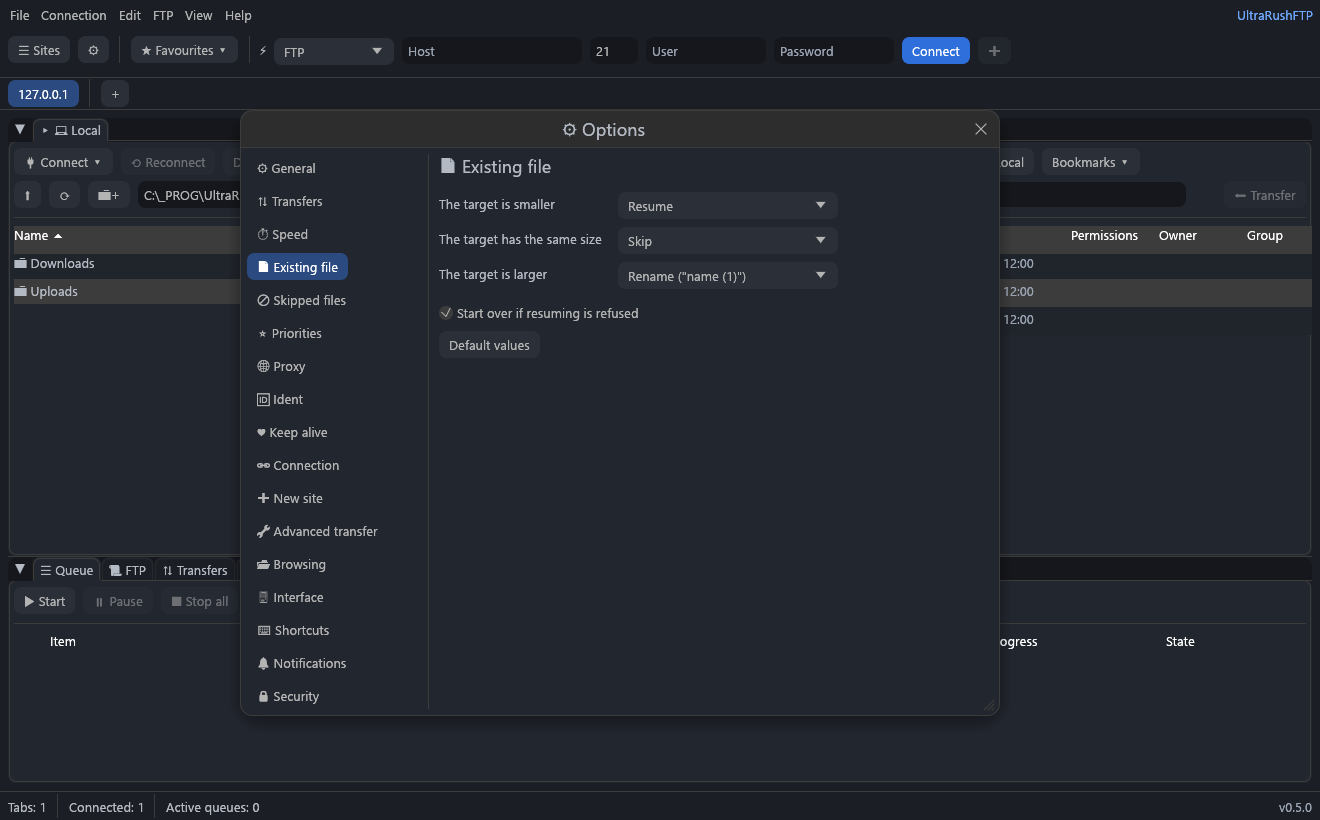 File Connection Edit FTP View Help UltraRushFTP
Sites Favourites FTP Host 21 User Password Connect +
127.0.0.1 +
Local
Options
Connect Reconnect Bookmarks
C:\_PROG\UltraR Transfer
Name Permissions Owner Group
Downloads 12:00
Uploads 12:00
12:00
General
Transfers
Speed
Existing file
Skipped files
Priorities
Proxy
Ident
Keep alive
Connection
New site
Advanced transfer
Browsing
Interface
Shortcuts
Notifications
Security
Existing file
The target is smaller Resume
The target has the same size Skip
The target is larger Rename ("name (1)")
Start over if resuming is refused
Default values
Queue FTP Transfers
Start Pause Stop all
Item ogress State
Tabs: 1 Connected: 1 Active queues: 0 v0.5.0